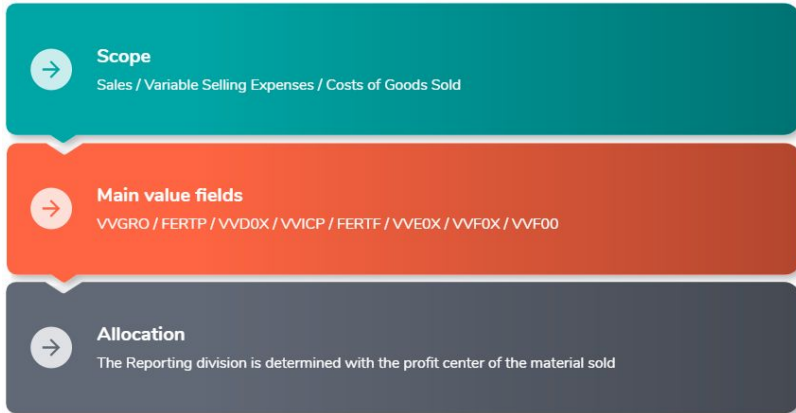 Scope
Sales / Variable Selling Expenses / Costs of Goods Sold
Main value fields
VVGRO / FERTP / VVD0X / VVICP / FERTF / VVE0X / VVF0X / VVF00
Allocation
The Reporting division is determined with the profit center of the material sold